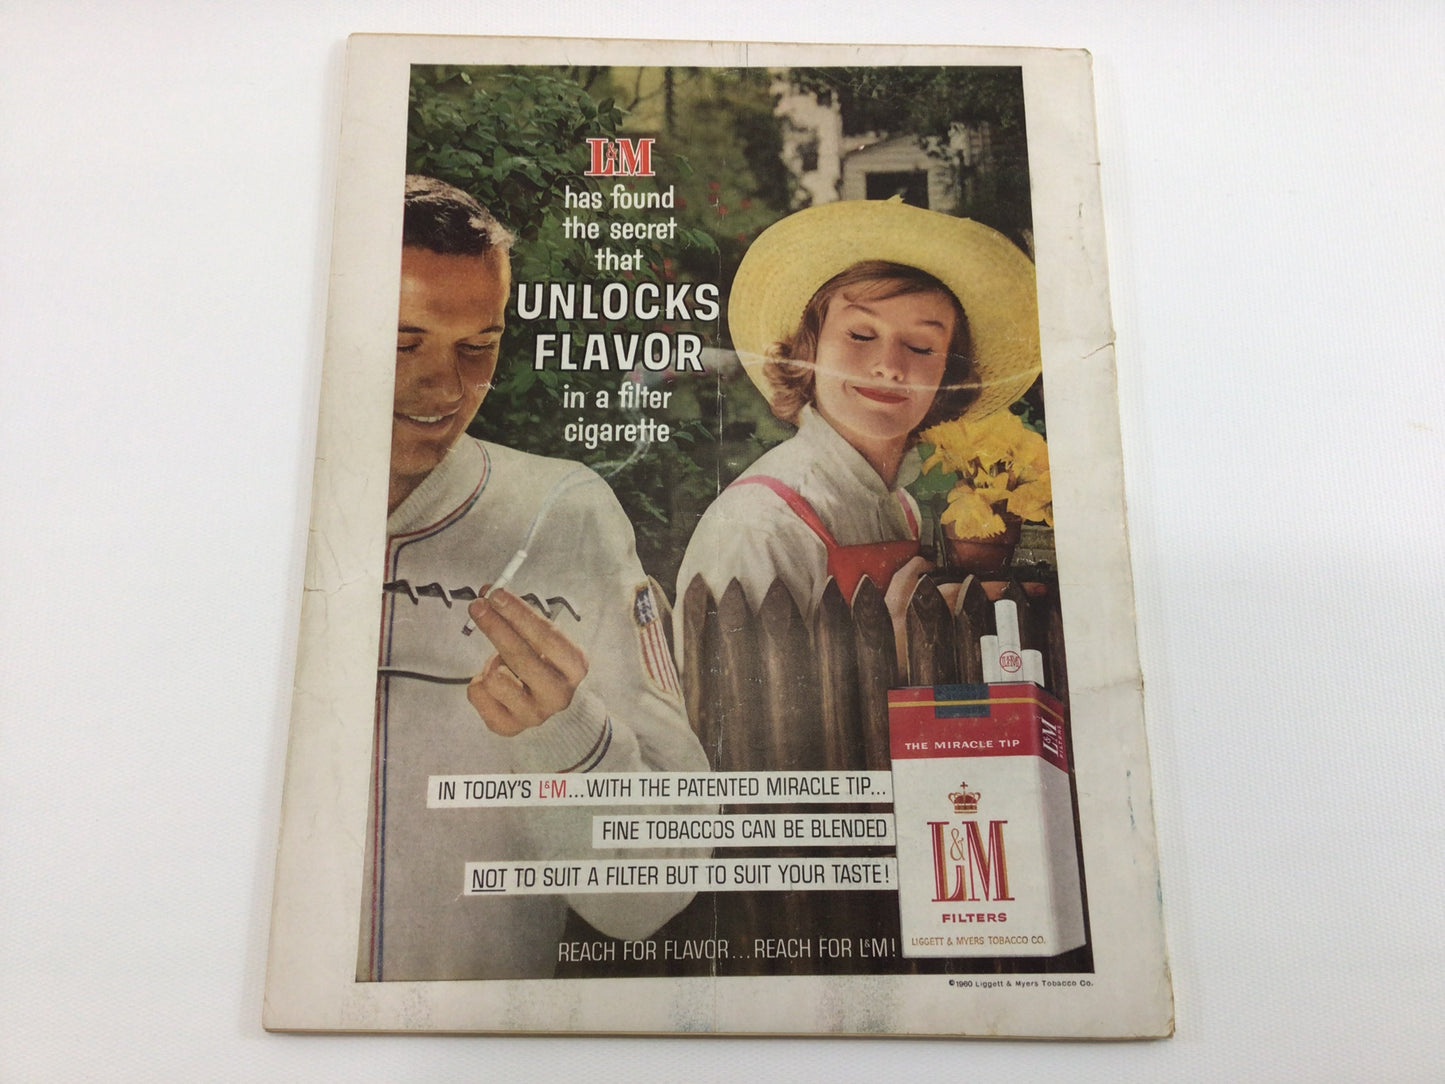 L&M
has found
the secret
that
UNLOCKS
FLAVOR
in a filter
cigarette
L&M
THE MIRACLE TIP
L&M
FILTERS
IN TODAY'S L&M...WITH THE PATENTED MIRACLE TIP...
FINE TOBACCOS CAN BE BLENDED
NOT TO SUIT A FILTER BUT TO SUIT YOUR TASTE!
L&M
FILTERS
LIGGETT & MYERS TOBACCO CO.
REACH FOR FLAVOR...REACH FOR L&M!
©1960 Liggett & Myers Tobacco Co.